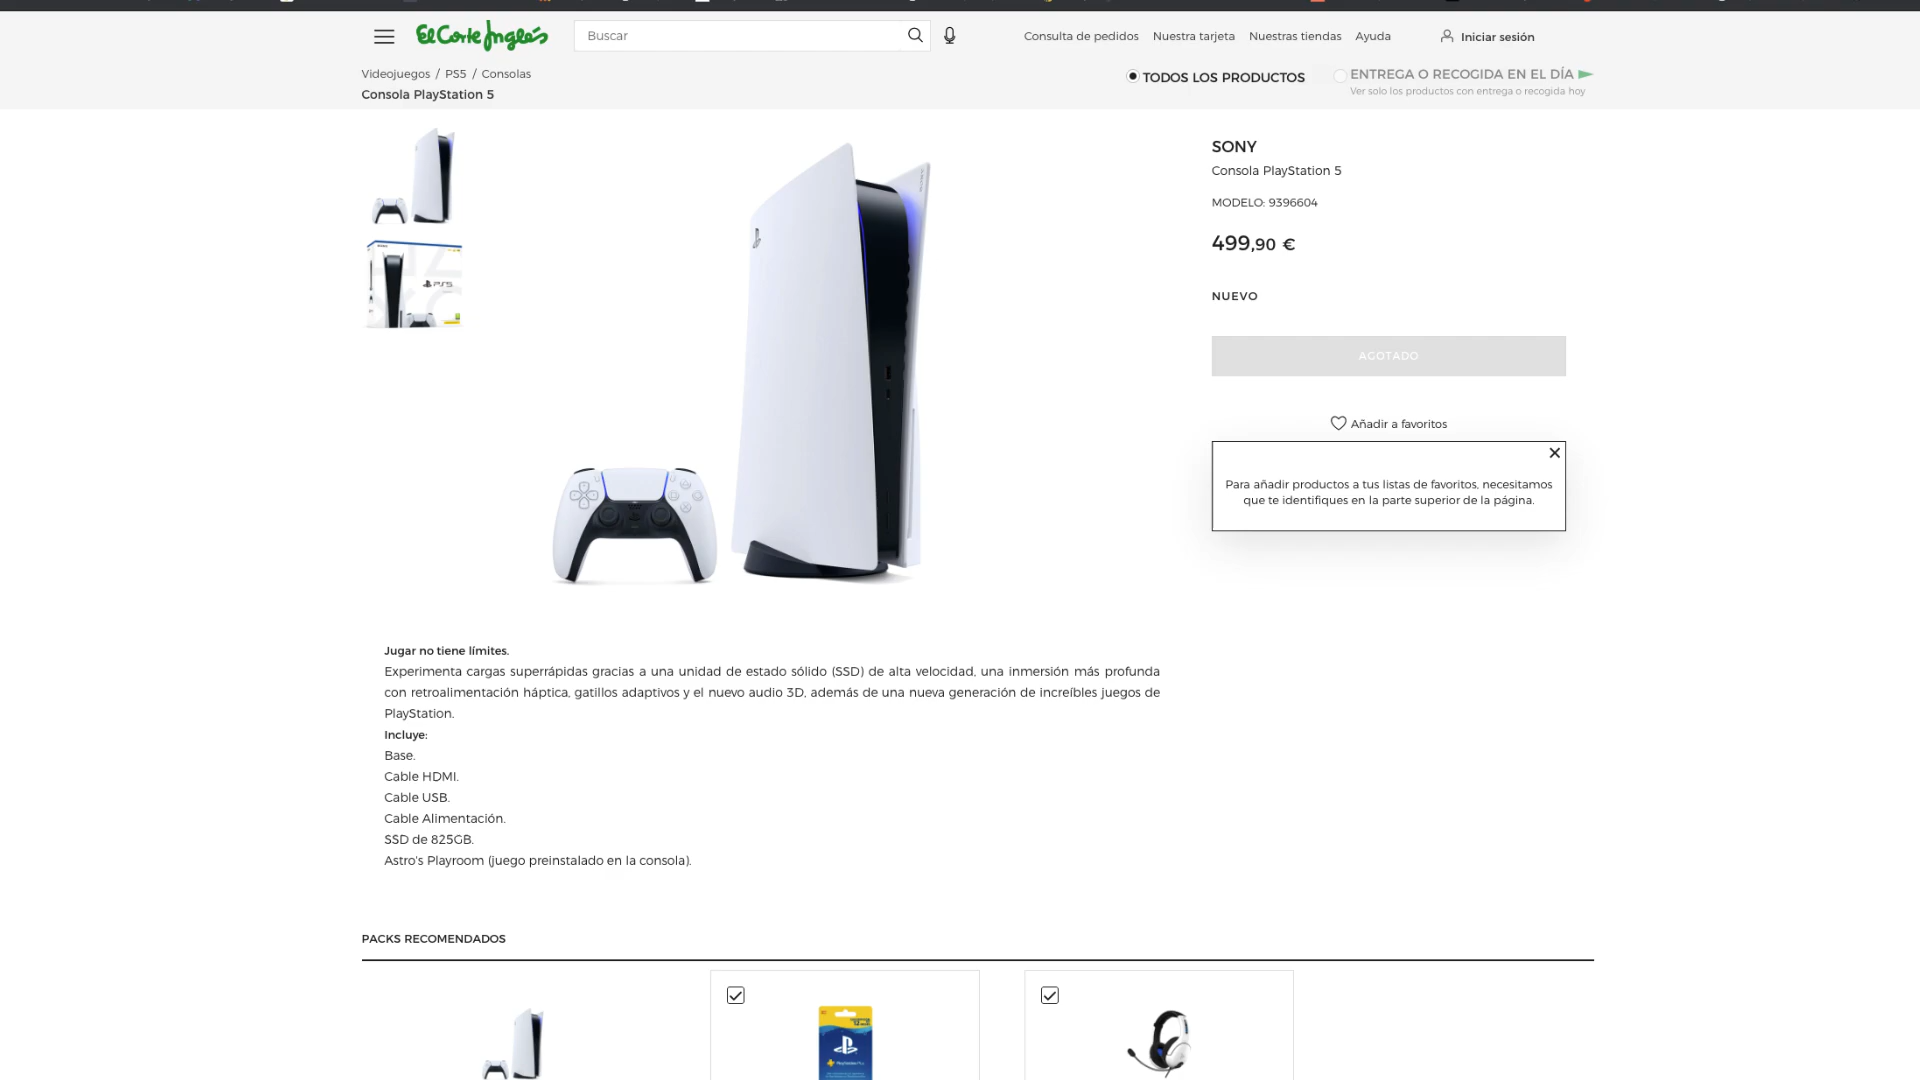 El Corte Inglés
Buscar
Consulta de pedidos
Nuestra tarjeta
Nuestras tiendas
Ayuda
Iniciar sesión
Videojuegos / PS5 / Consolas
Consola PlayStation 5
TODOS LOS PRODUCTOS
ENTREGA O RECOGIDA EN EL DÍA
Ver solo los productos con entrega o recogida hoy
PS5
SONY
Consola PlayStation 5
MODELO: 9396604
499,90 €
NUEVO
AGOTADO
Añadir a favoritos
Para añadir productos a tus listas de favoritos, necesitamos
que te identifiques en la parte superior de la página.
Jugar no tiene límites.
Experimenta cargas superrápidas gracias a una unidad de estado sólido (SSD) de alta velocidad, una inmersión más profunda
con retroalimentación háptica, gatillos adaptivos y el nuevo audio 3D, además de una nueva generación de increíbles juegos de
PlayStation.
Incluye:
Base.
Cable HDMI.
Cable USB.
Cable Alimentación.
SSD de 825GB.
Astro's Playroom (juego preinstalado en la consola).
PACKS RECOMENDADOS